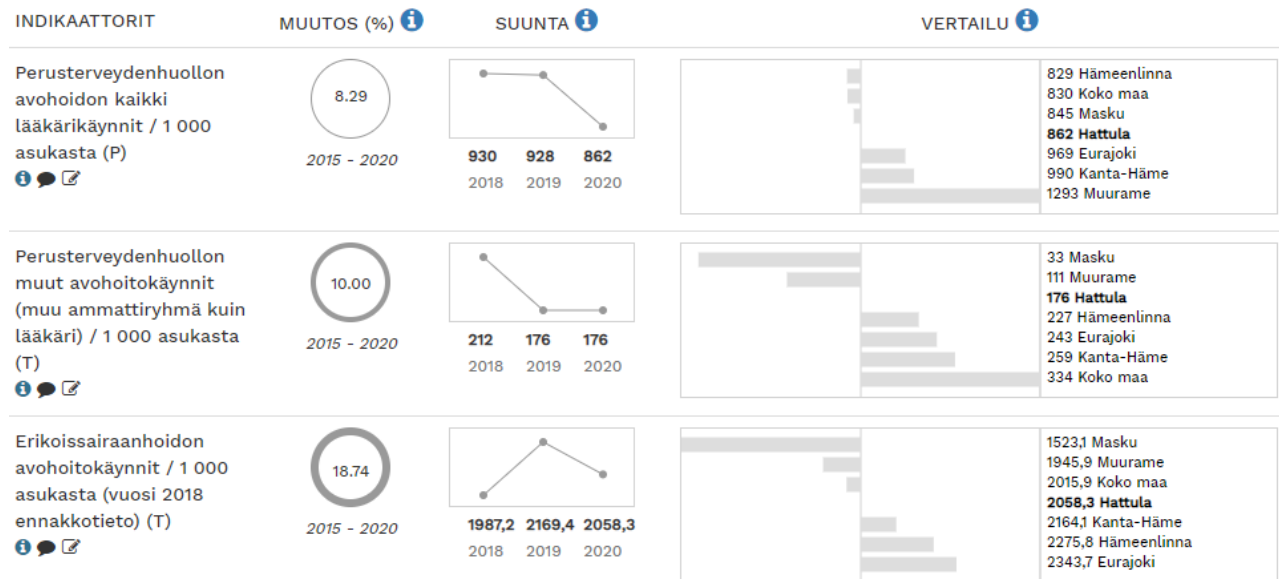 INDIKAATTORIT MUUTOS (%) SUUNTA VERTAILU
Perusterveydenhuollon
avohoidon kaikki
lääkärikäynnit / 1 000
asukasta (P)
8.29
2015 - 2020
930 928 862
2018 2019 2020
829 Hämeenlinna
830 Koko maa
845 Masku
862 Hattula
969 Eurajoki
990 Kanta-Häme
1293 Muurame
Perusterveydenhuollon
muut avohoitokäynnit
(muu ammattiryhmä kuin
lääkäri) / 1 000 asukasta
(T)
10.00
2015 - 2020
212 176 176
2018 2019 2020
33 Masku
111 Muurame
176 Hattula
227 Hämeenlinna
243 Eurajoki
259 Kanta-Häme
334 Koko maa
Erikoissairaanhoidon
avohoitokäynnit / 1 000
asukasta (vuosi 2018
ennakkotieto) (T)
18.74
2015 - 2020
1987,2 2169,4 2058,3
2018 2019 2020
1523,1 Masku
1945,9 Muurame
2015,9 Koko maa
2058,3 Hattula
2164,1 Kanta-Häme
2275,8 Hämeenlinna
2343,7 Eurajoki